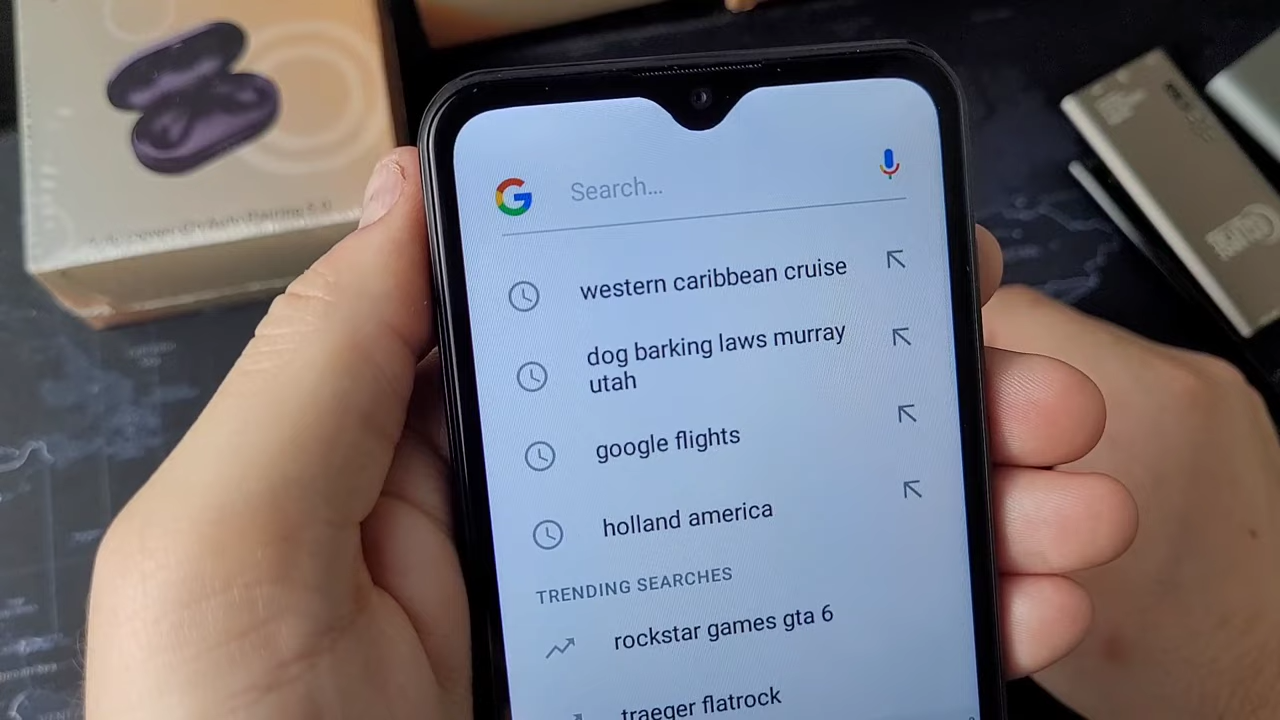 Search...
western caribbean cruise
dog barking laws murray
utah
google flights
holland america
TRENDING SEARCHES
rockstar games gta 6
traeger flatrock